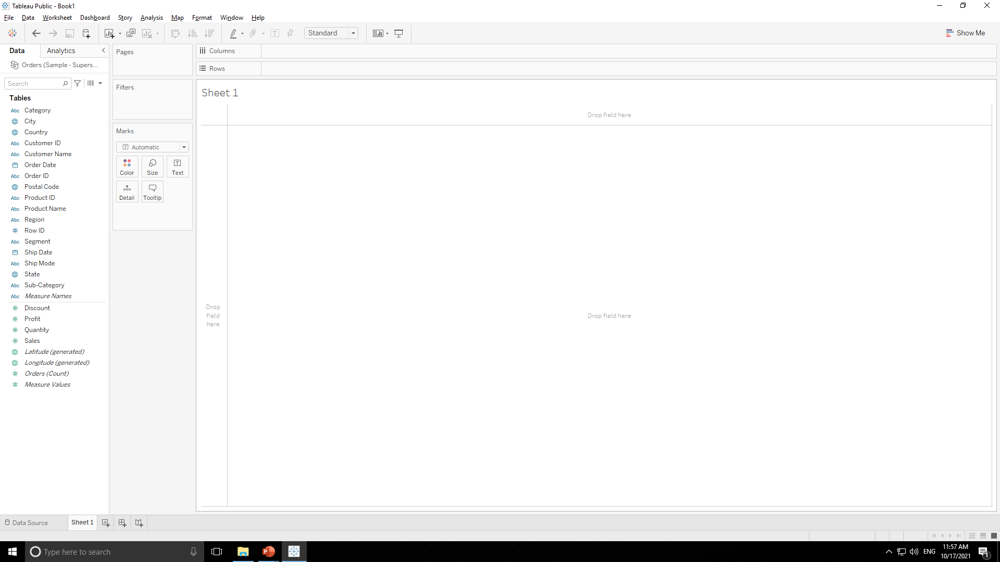 Tableau Public - Book1
File Data Worksheet Dashboard Story Analysis Map Format Window Help
Standard
Show Me
Data Analytics
Orders (Sample - Supers...
Search
Tables
Abc Category
City
Country
Abc Customer ID
Abc Customer Name
Order Date
Abc Order ID
Postal Code
Abc Product ID
Abc Product Name
Abc Region
Row ID
Abc Segment
Ship Date
Abc Ship Mode
State
Abc Sub-Category
Abc Measure Names
Discount
Profit
Quantity
Sales
Latitude (generated)
Longitude (generated)
Orders (Count)
Measure Values
Pages
Filters
Marks
Automatic
Color Size Text
Detail Tooltip
Columns
Rows
Sheet 1
Drop field here
Drop
field
here
Drop field here
Data Source Sheet 1
Type here to search
ENG
11:57 AM
10/17/2021
1